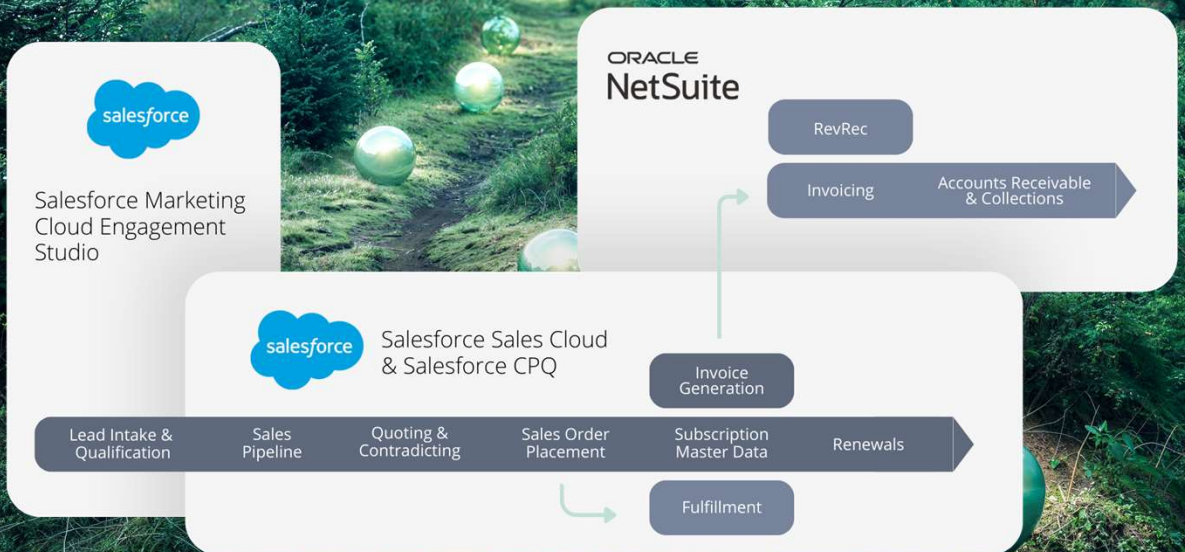 salesforce
Salesforce Marketing
Cloud Engagement
Studio
ORACLE
NetSuite
RevRec
Invoicing
Accounts Receivable
& Collections
salesforce
Salesforce Sales Cloud
& Salesforce CPQ
Invoice
Generation
Lead Intake &
Qualification
Sales
Pipeline
Quoting &
Contradicting
Sales Order
Placement
Subscription
Master Data
Renewals
Fulfillment